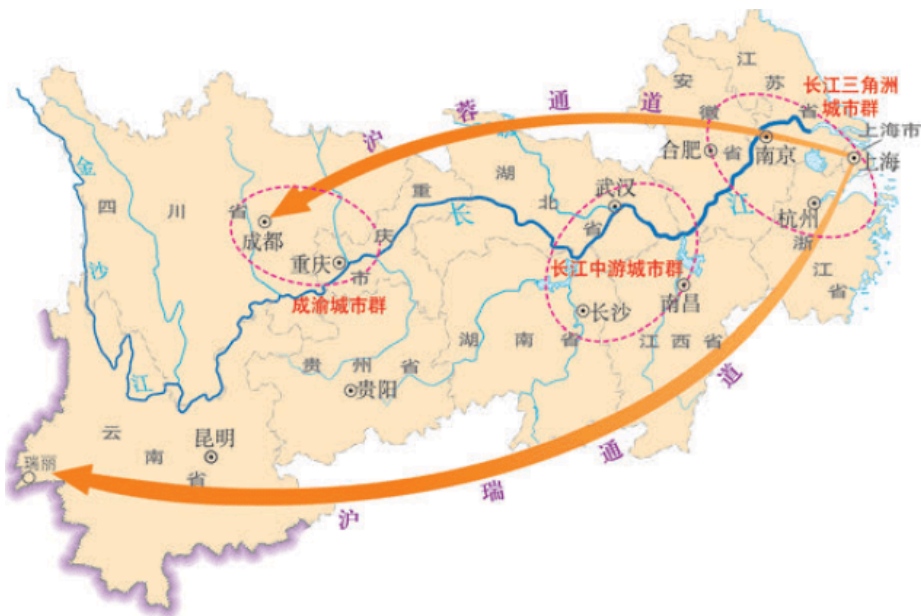 长江三角洲
城市群
江
苏
省
安
徽
省
上海市
上海
南京
合肥
杭州
浙
江
省
沪
蓉
通
道
武汉
湖
北
省
长
江
重
庆
市
重庆
四
川
省
成都
金
沙
江
成渝城市群
长江中游城市群
长沙
南昌
湖
南
省
江
西
省
贵
州
省
贵阳
云
南
省
昆明
瑞丽
沪
瑞
通
道